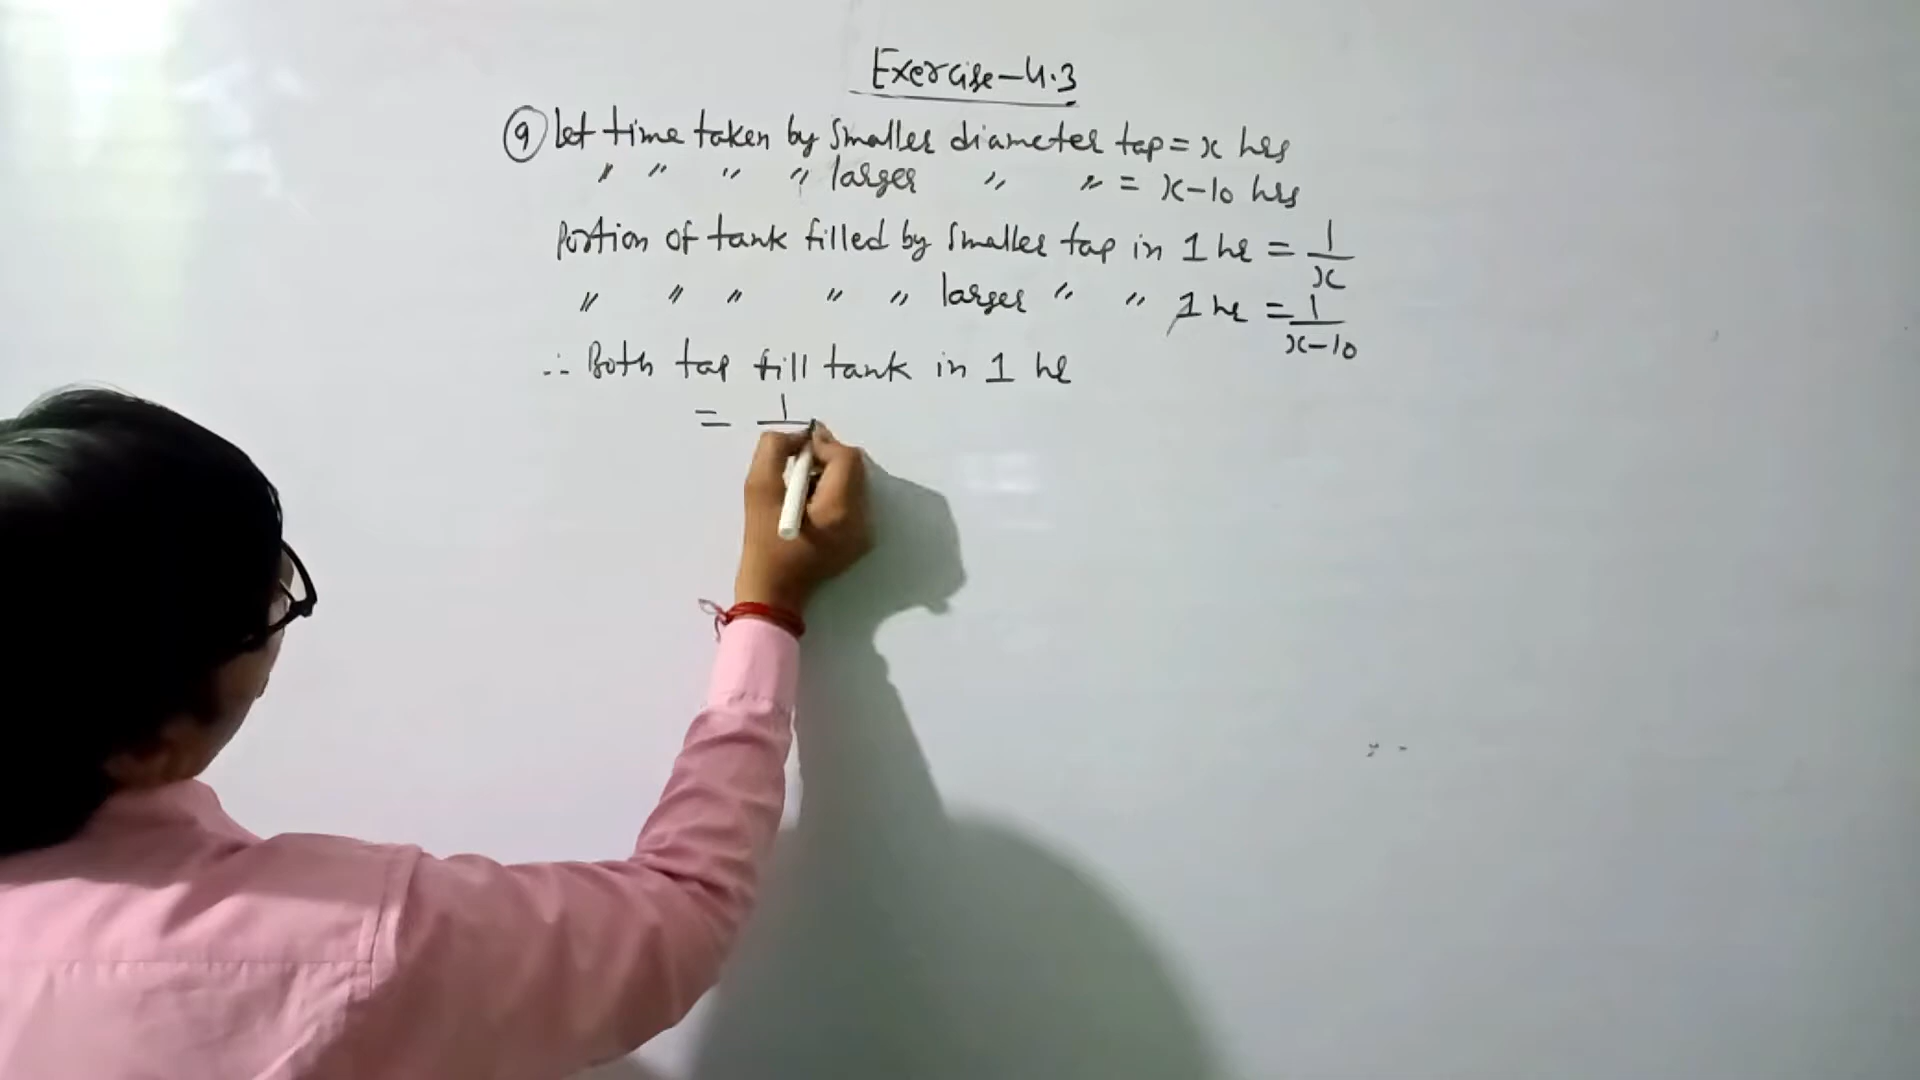 Exercise-4.3
9 Let time taken by smaller diameter tap = x hrs
" " " " larger " " = x-10 hrs
Portion of tank filled by smaller tap in 1 hr = 1/x
" " " " " larger " " 1 hr = 1/x-10
∴ Both tap fill tank in 1 hr
= 1